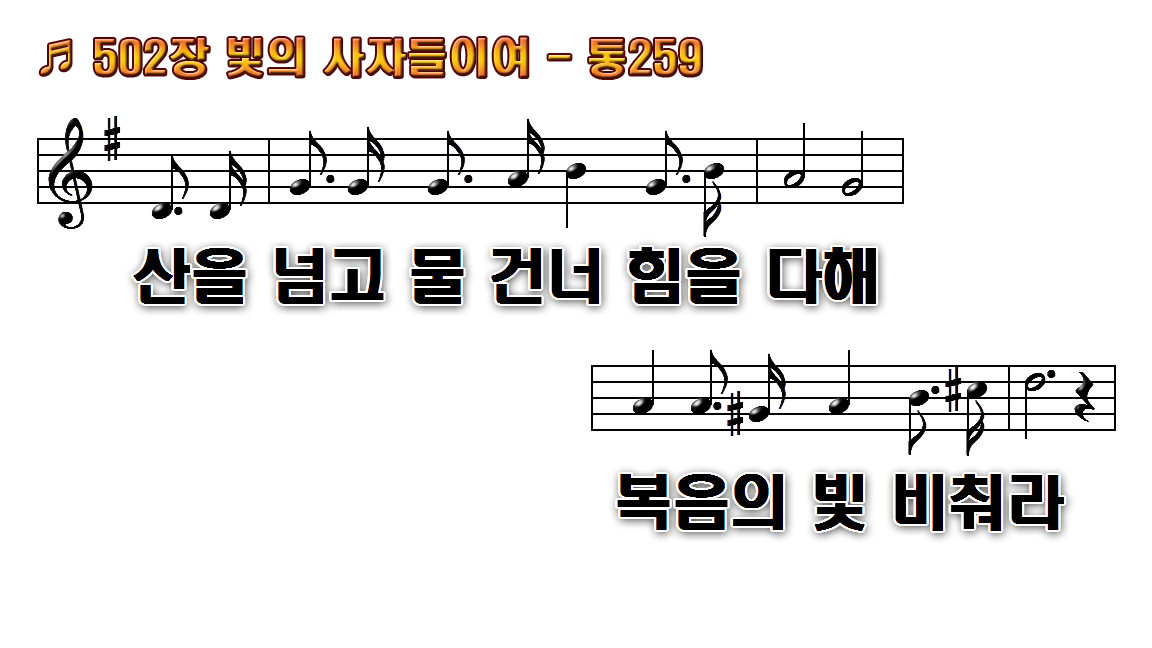 ♬ 502장 빛의 사자들이여 - 통259
산을 넘고 물 건너 힘을 다해
복음의 빛 비춰라